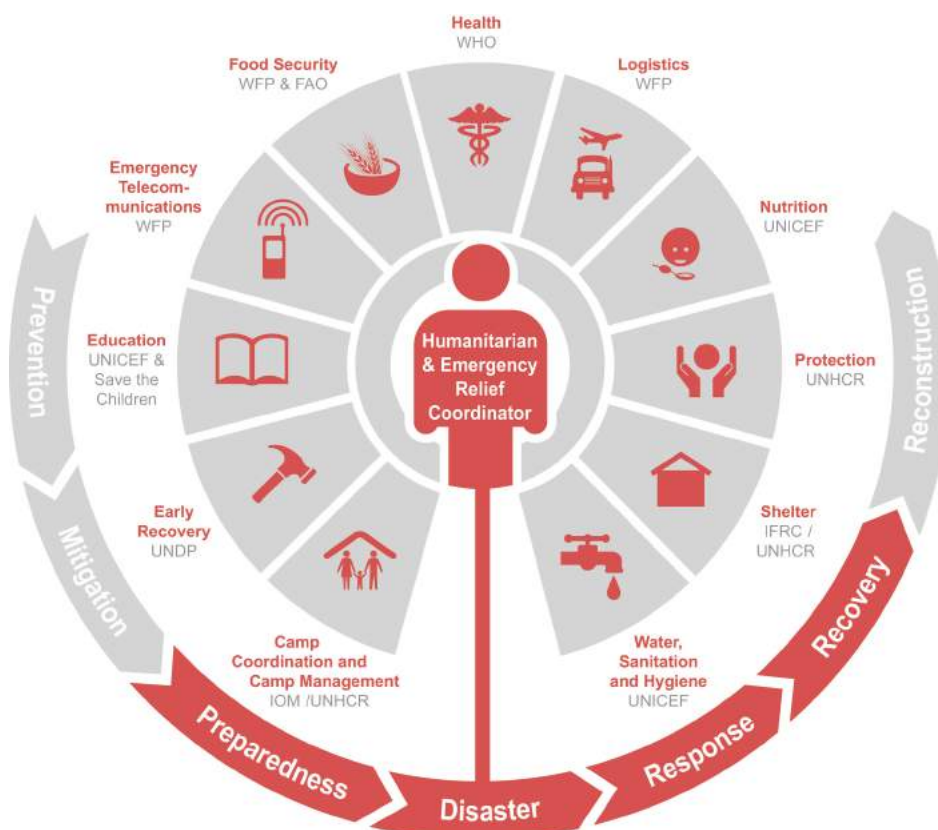 Health
WHO
Food Security
WFP & FAO
Logistics
WFP
Emergency
Telecom-
munications
WFP
Nutrition
UNICEF
Education
UNICEF &
Save the
Children
Humanitarian
& Emergency
Relief
Coordinator
Protection
UNHCR
Early
Recovery
UNDP
Shelter
IFRC /
UNHCR
Camp
Coordination and
Camp Management
IOM /UNHCR
Water,
Sanitation
and Hygiene
UNICEF
Prevention
Mitigation
Preparedness
Disaster
Response
Recovery
Reconstruction